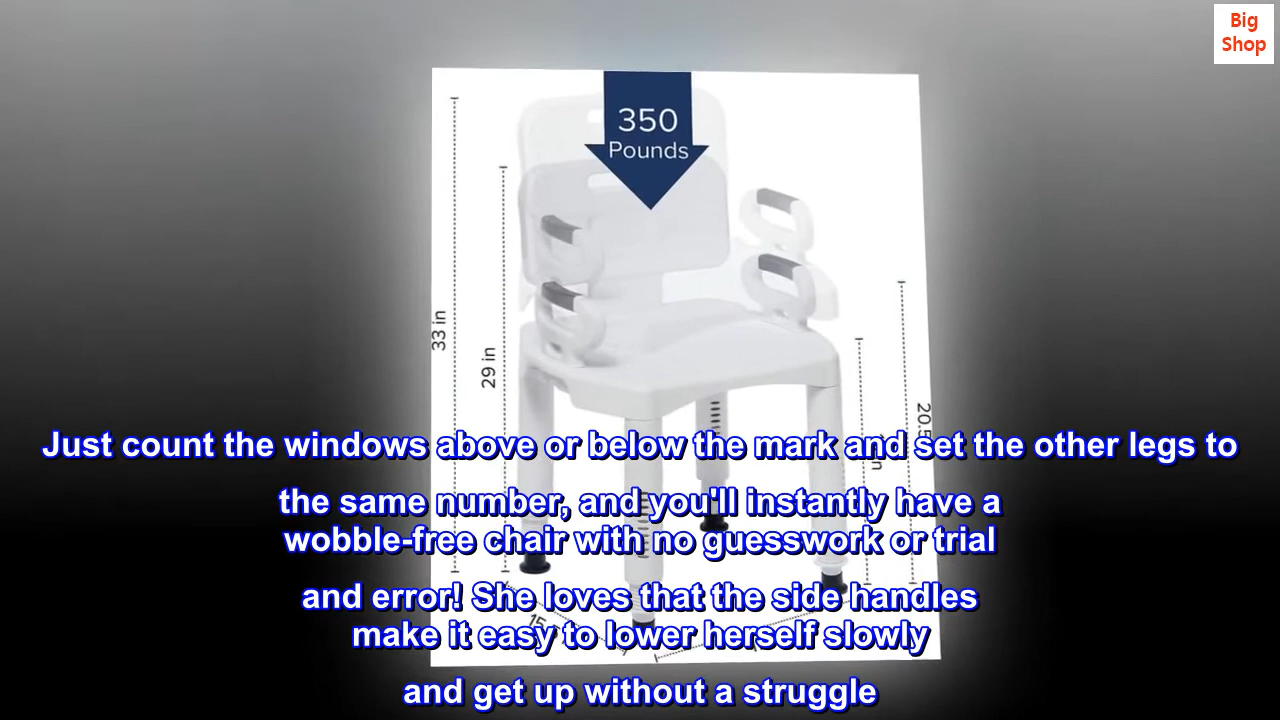 Big
Shop
350
Pounds
33 in
29 in
Just count the windows above or below the mark and set the other legs to
the same number, and you'll instantly have a
wobble-free chair with no guesswork or trial
and error! She loves that the side handles
make it easy to lower herself slowly
and get up without a struggle